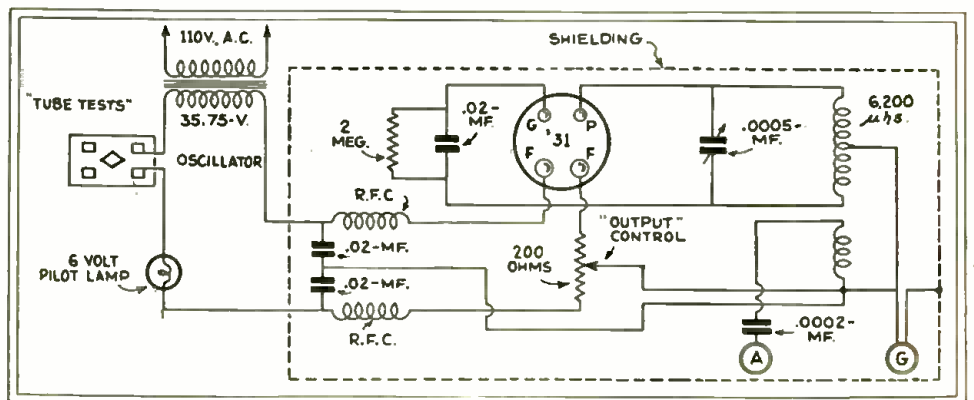 110V. A.C.
SHIELDING
"TUBE TESTS"
35.75-V.
OSCILLATOR
2
MEG.
.02-
MF.
G
P
'31
F
F
.0005-
MF.
6,200
μhs.
R.F.C
"OUTPUT"
CONTROL
.02-MF.
200
OHMS
6 VOLT
PILOT LAMP
.02-MF.
R.F.C.
.0002-
MF.
A
G